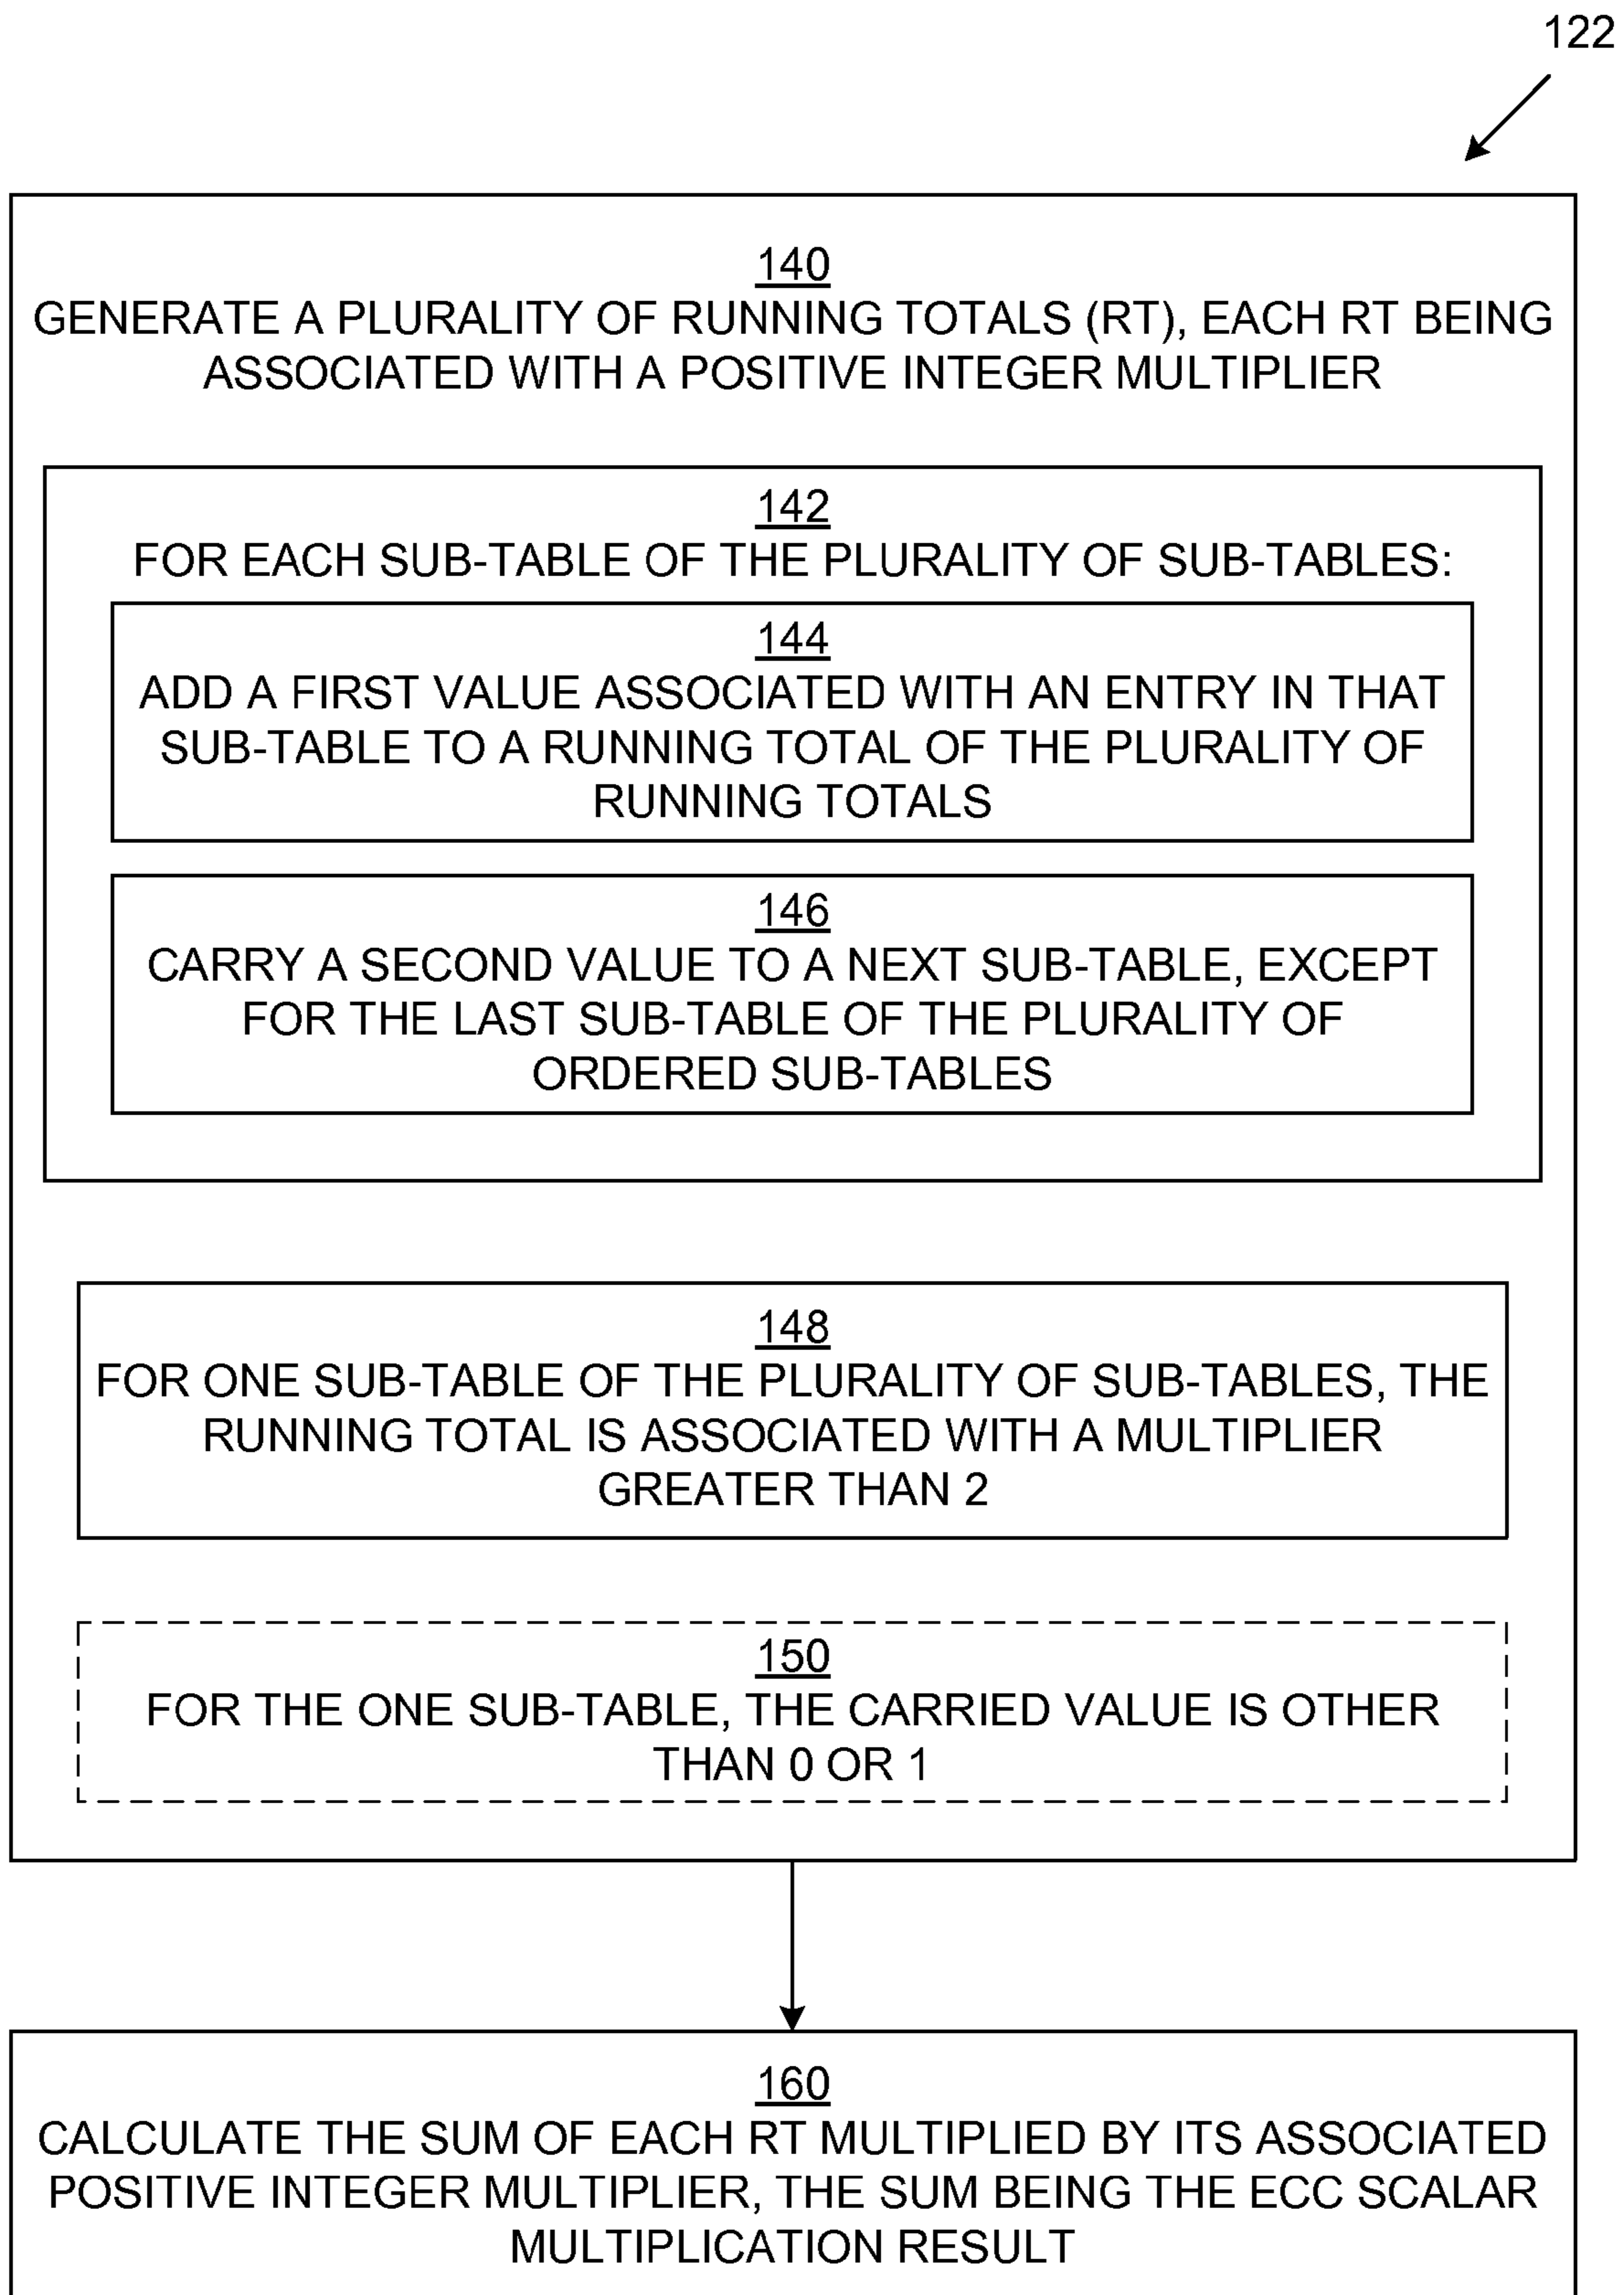 122
140
GENERATE A PLURALITY OF RUNNING TOTALS (RT), EACH RT BEING
ASSOCIATED WITH A POSITIVE INTEGER MULTIPLIER
142
FOR EACH SUB-TABLE OF THE PLURALITY OF SUB-TABLES:
144
ADD A FIRST VALUE ASSOCIATED WITH AN ENTRY IN THAT
SUB-TABLE TO A RUNNING TOTAL OF THE PLURALITY OF
RUNNING TOTALS
146
CARRY A SECOND VALUE TO A NEXT SUB-TABLE, EXCEPT
FOR THE LAST SUB-TABLE OF THE PLURALITY OF
ORDERED SUB-TABLES
148
FOR ONE SUB-TABLE OF THE PLURALITY OF SUB-TABLES, THE
RUNNING TOTAL IS ASSOCIATED WITH A MULTIPLIER
GREATER THAN 2
150
FOR THE ONE SUB-TABLE, THE CARRIED VALUE IS OTHER
THAN 0 OR 1
160
CALCULATE THE SUM OF EACH RT MULTIPLIED BY ITS ASSOCIATED
POSITIVE INTEGER MULTIPLIER, THE SUM BEING THE ECC SCALAR
MULTIPLICATION RESULT